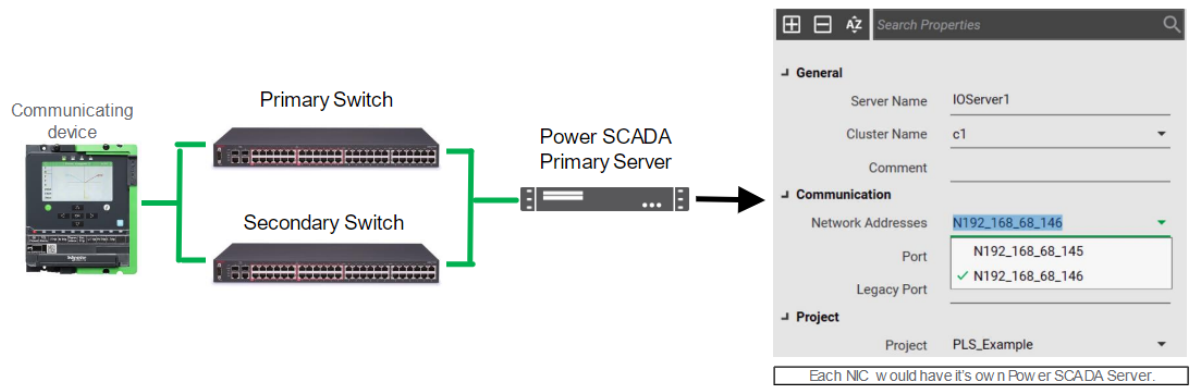 Communicating
device
Primary Switch
Secondary Switch
Power SCADA
Primary Server
Search Properties
General
Server Name IOServer1
Cluster Name c1
Comment
Communication
Network Addresses N192_168_68_146
N192_168_68_145
Port
N192_168_68_146
Legacy Port
Project
Project PLS_Example
Each NIC would have it's own Power SCADA Server.